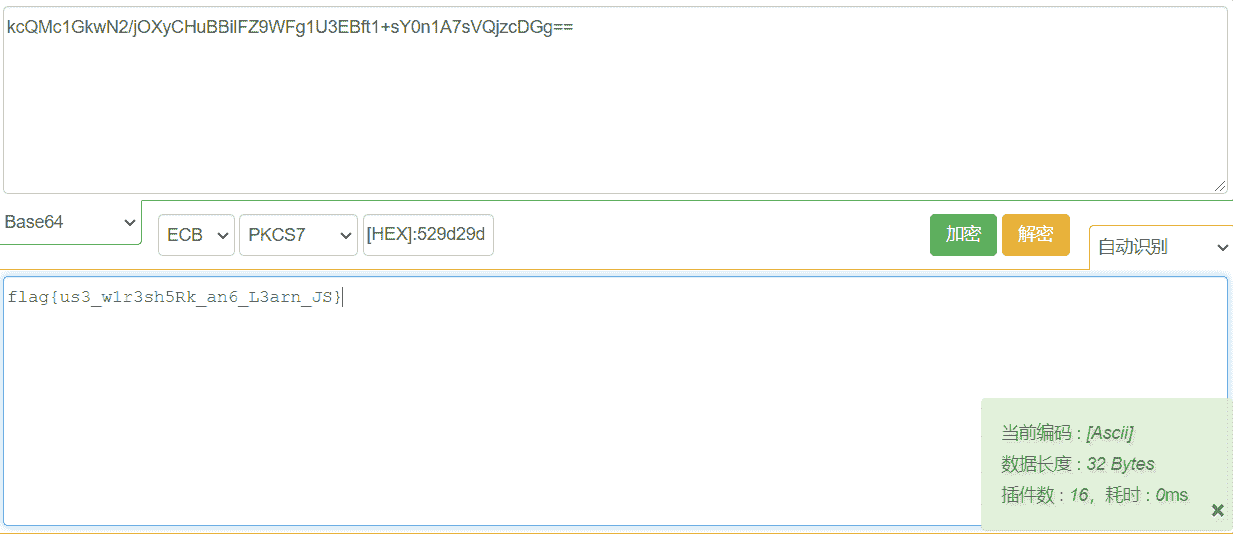 kcQMc1GkwN2/jOXyCHuBBilFZ9WFg1U3EBft1+sY0n1A7sVQjzcDGg==
Base64
ECB PKCS7 [HEX]:529d29d 加密 解密 自动识别
flag{us3_w1r3sh5Rk_an6_L3arn_JS}
当前编码 : [Ascii]
数据长度 : 32 Bytes
插件数 : 16，耗时 : 0ms